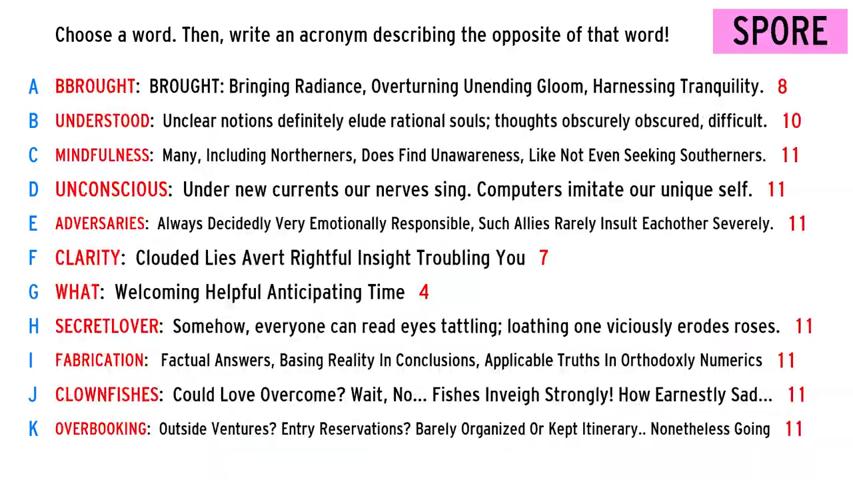 Choose a word. Then, write an acronym describing the opposite of that word!
SPORE
A BBROUGHT: BROUGHT: Bringing Radiance, Overturning Unending Gloom, Harnessing Tranquility. 8
B UNDERSTOOD: Unclear notions definitely elude rational souls; thoughts obscurely obscured, difficult. 10
C MINDFULNESS: Many, Including Northerners, Does Find Unawareness, Like Not Even Seeking Southerners. 11
D UNCONSCIOUS: Under new currents our nerves sing. Computers imitate our unique self. 11
E ADVERSARIES: Always Decidedly Very Emotionally Responsible, Such Allies Rarely Insult Eachother Severely. 11
F CLARITY: Clouded Lies Avert Rightful Insight Troubling You 7
G WHAT: Welcoming Helpful Anticipating Time 4
H SECRETLOVER: Somehow, everyone can read eyes tattling; loathing one viciously erodes roses. 11
I FABRICATION: Factual Answers, Basing Reality In Conclusions, Applicable Truths In Orthodoxly Numerics 11
J CLOWNFISHES: Could Love Overcome? Wait, No... Fishes Inveigh Strongly! How Earnestly Sad... 11
K OVERBOOKING: Outside Ventures? Entry Reservations? Barely Organized Or Kept Itinerary.. Nonetheless Going 11